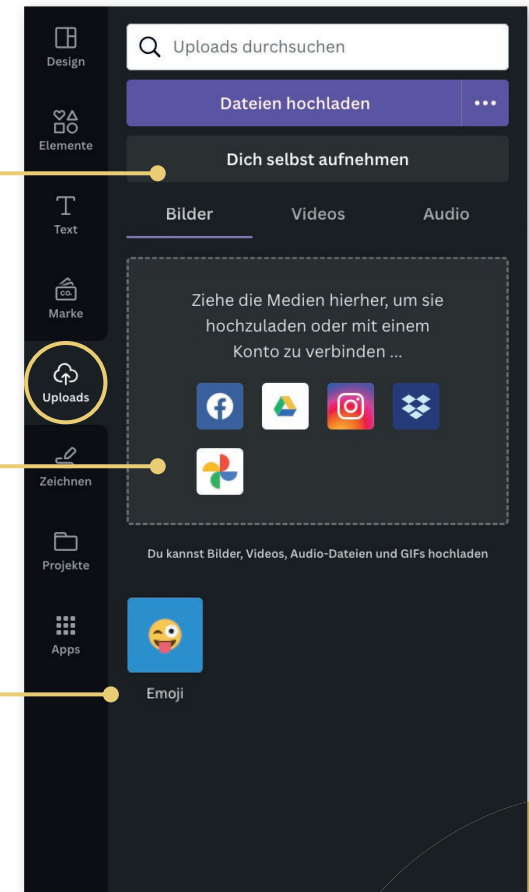 Design
Elemente
Text
CO.
Marke
Uploads
Zeichnen
Projekte
Apps
Uploads durchsuchen
Dateien hochladen
Dich selbst aufnehmen
Bilder Videos Audio
Ziehe die Medien hierher, um sie
hochzuladen oder mit einem
Konto zu verbinden ...
Du kannst Bilder, Videos, Audio-Dateien und GIFs hochladen
Emoji